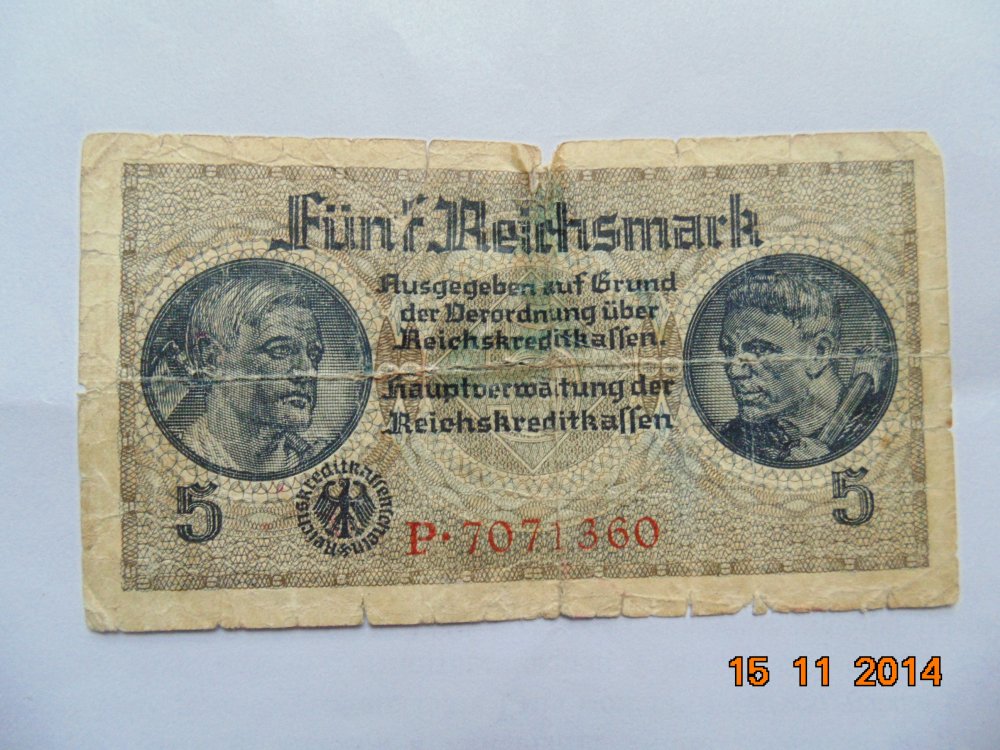 Fünf Reichsmark
Ausgegeben auf Grund
der Verordnung über
Reichskreditkassen.
Hauptverwaltung der
Reichskreditkassen
5
5
P·7071360
15 11 2014